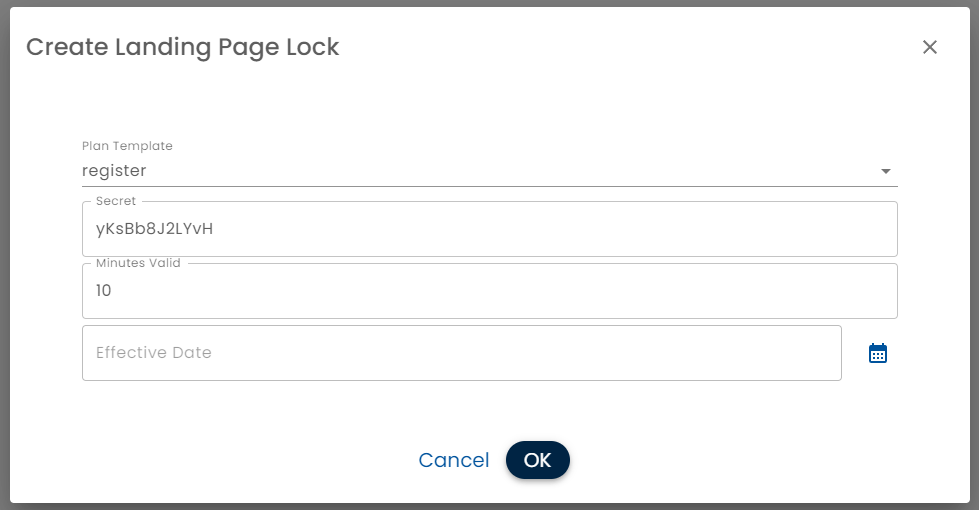 Create Landing Page Lock
Plan Template
register
Secret
yKsBb8J2LYvH
Minutes Valid
10
Effective Date
Cancel
OK